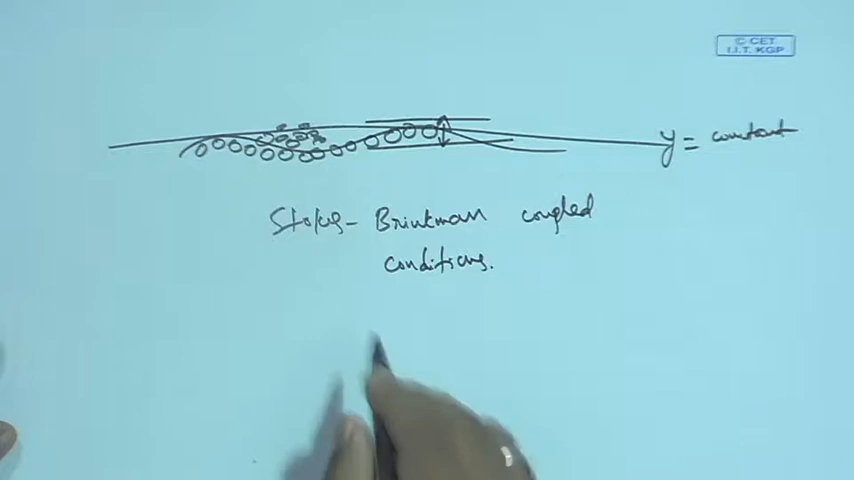 © CET
I.I.T. KGP
y = constant
Stokes - Brinkman coupled
conditions.